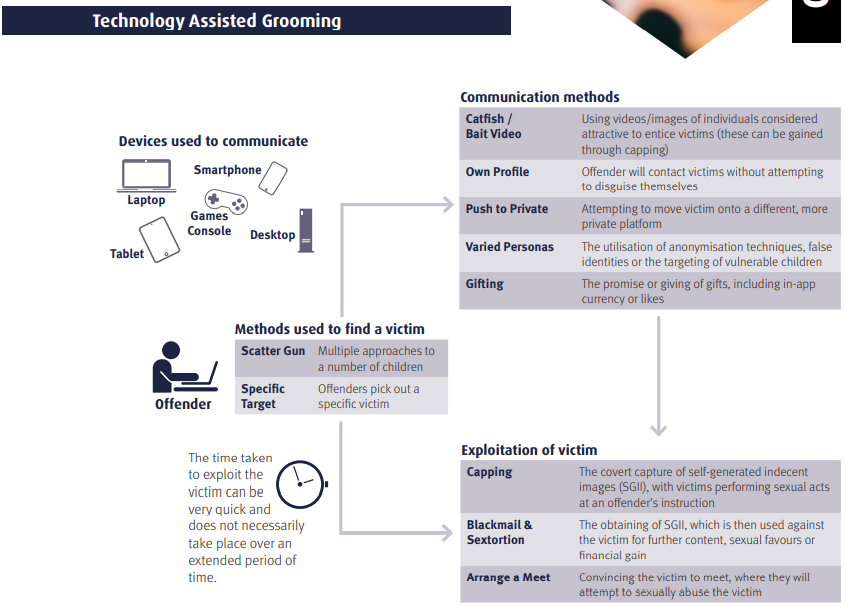 Technology Assisted Grooming
Devices used to communicate
Smartphone
Laptop
Games
Console
Desktop
Tablet
Communication methods
Catfish /
Bait Video
Using videos/images of individuals considered
attractive to entice victims (these can be gained
through capping)
Own Profile
Offender will contact victims without attempting
to disguise themselves
Push to Private
Attempting to move victim onto a different, more
private platform
Varied Personas
The utilisation of anonymisation techniques, false
identities or the targeting of vulnerable children
Gifting
The promise or giving of gifts, including in-app
currency or likes
Methods used to find a victim
Scatter Gun
Multiple approaches to
a number of children
Specific
Target
Offenders pick out a
specific victim
Offender
The time taken
to exploit the
victim can be
very quick and
does not necessarily
take place over an
extended period of
time.
Exploitation of victim
Capping
The covert capture of self-generated indecent
images (SGII), with victims performing sexual acts
at an offender's instruction
Blackmail &
Sextortion
The obtaining of SGII, which is then used against
the victim for further content, sexual favours or
financial gain
Arrange a Meet
Convincing the victim to meet, where they will
attempt to sexually abuse the victim